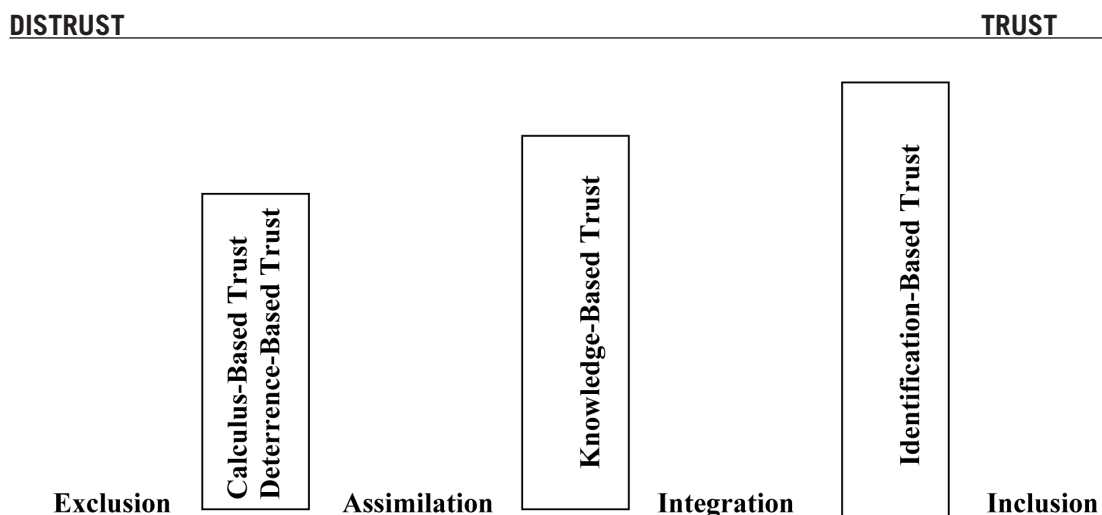 DISTRUST TRUST
Calculus-Based Trust
Deterrence-Based Trust
Knowledge-Based Trust
Identification-Based Trust
Exclusion Assimilation Integration Inclusion